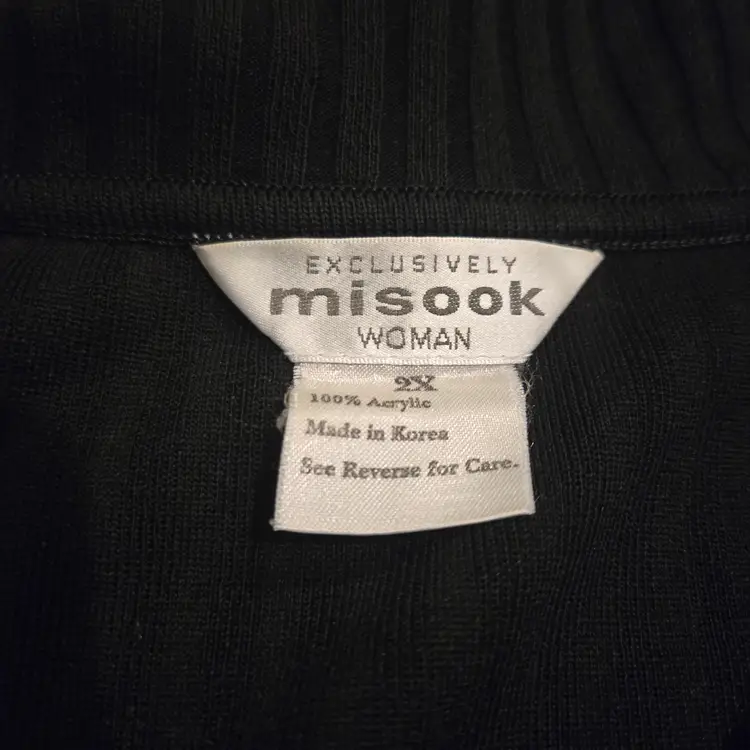 EXCLUSIVELY
misook
WOMAN
2X
100% Acrylic
Made in Korea
See Reverse for Care.